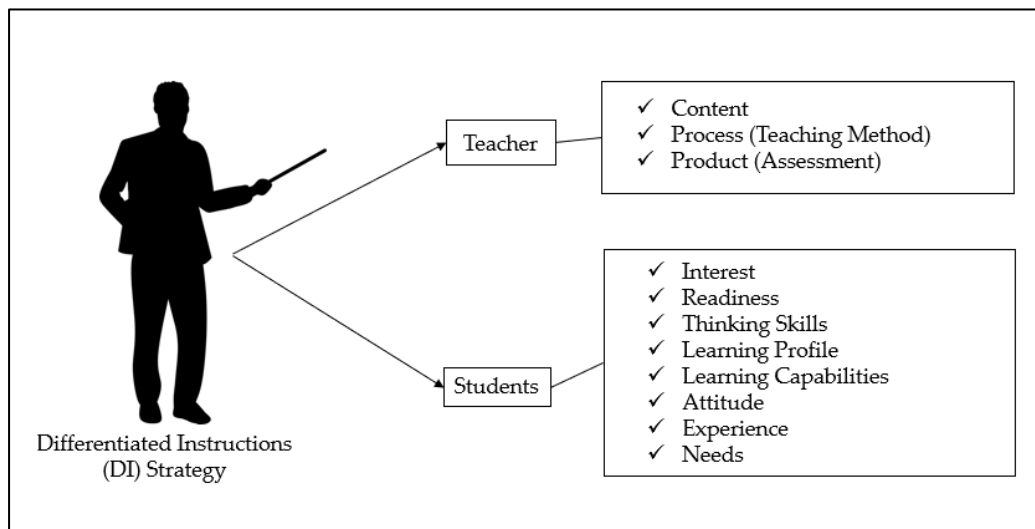 Teacher
✓ Content
✓ Process (Teaching Method)
✓ Product (Assessment)
Students
✓ Interest
✓ Readiness
✓ Thinking Skills
✓ Learning Profile
✓ Learning Capabilities
✓ Attitude
✓ Experience
✓ Needs
Differentiated Instructions
(DI) Strategy